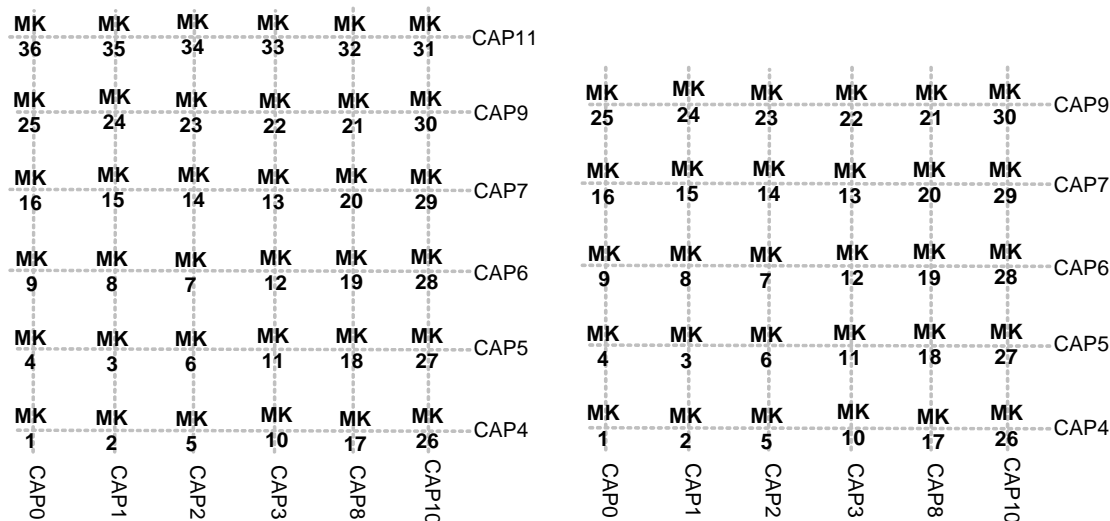 MK MK MK MK MK MK
36 35 34 33 32 31 CAP11
MK MK MK MK MK MK
25 24 23 22 21 30 CAP9
MK MK MK MK MK MK
16 15 14 13 20 29 CAP7
MK MK MK MK MK MK
9 8 7 12 19 28 CAP6
MK MK MK MK MK MK
4 3 6 11 18 27 CAP5
MK MK MK MK MK MK
1 2 5 10 17 26 CAP4
CAP0 CAP1 CAP2 CAP3 CAP8 CAP10
MK MK MK MK MK MK
25 24 23 22 21 30 CAP9
MK MK MK MK MK MK
16 15 14 13 20 29 CAP7
MK MK MK MK MK MK
9 8 7 12 19 28 CAP6
MK MK MK MK MK MK
4 3 6 11 18 27 CAP5
MK MK MK MK MK MK
1 2 5 10 17 26 CAP4
CAP0 CAP1 CAP2 CAP3 CAP8 CAP10